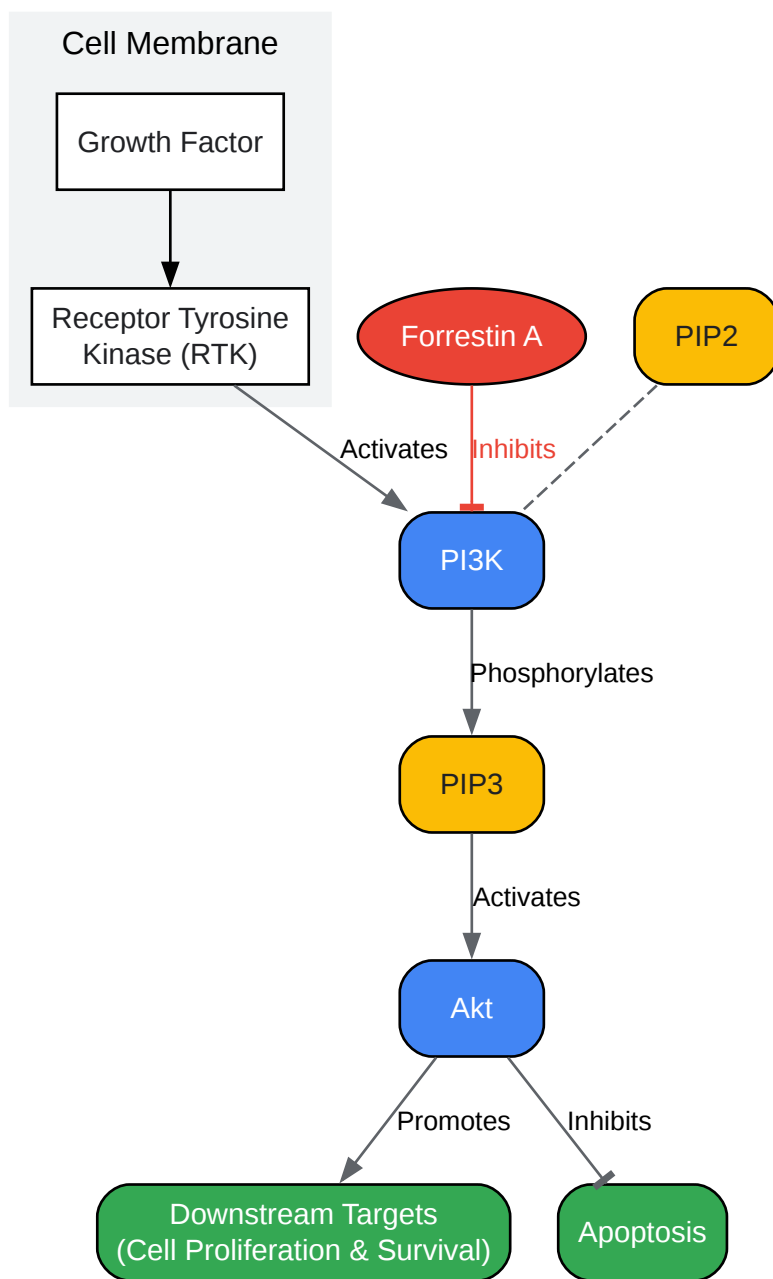 Cell Membrane
Growth Factor
Receptor Tyrosine
Kinase (RTK)
Forrestin A
PIP2
Activates
Inhibits
PI3K
Phosphorylates
PIP3
Activates
Akt
Promotes
Inhibits
Downstream Targets
(Cell Proliferation & Survival)
Apoptosis